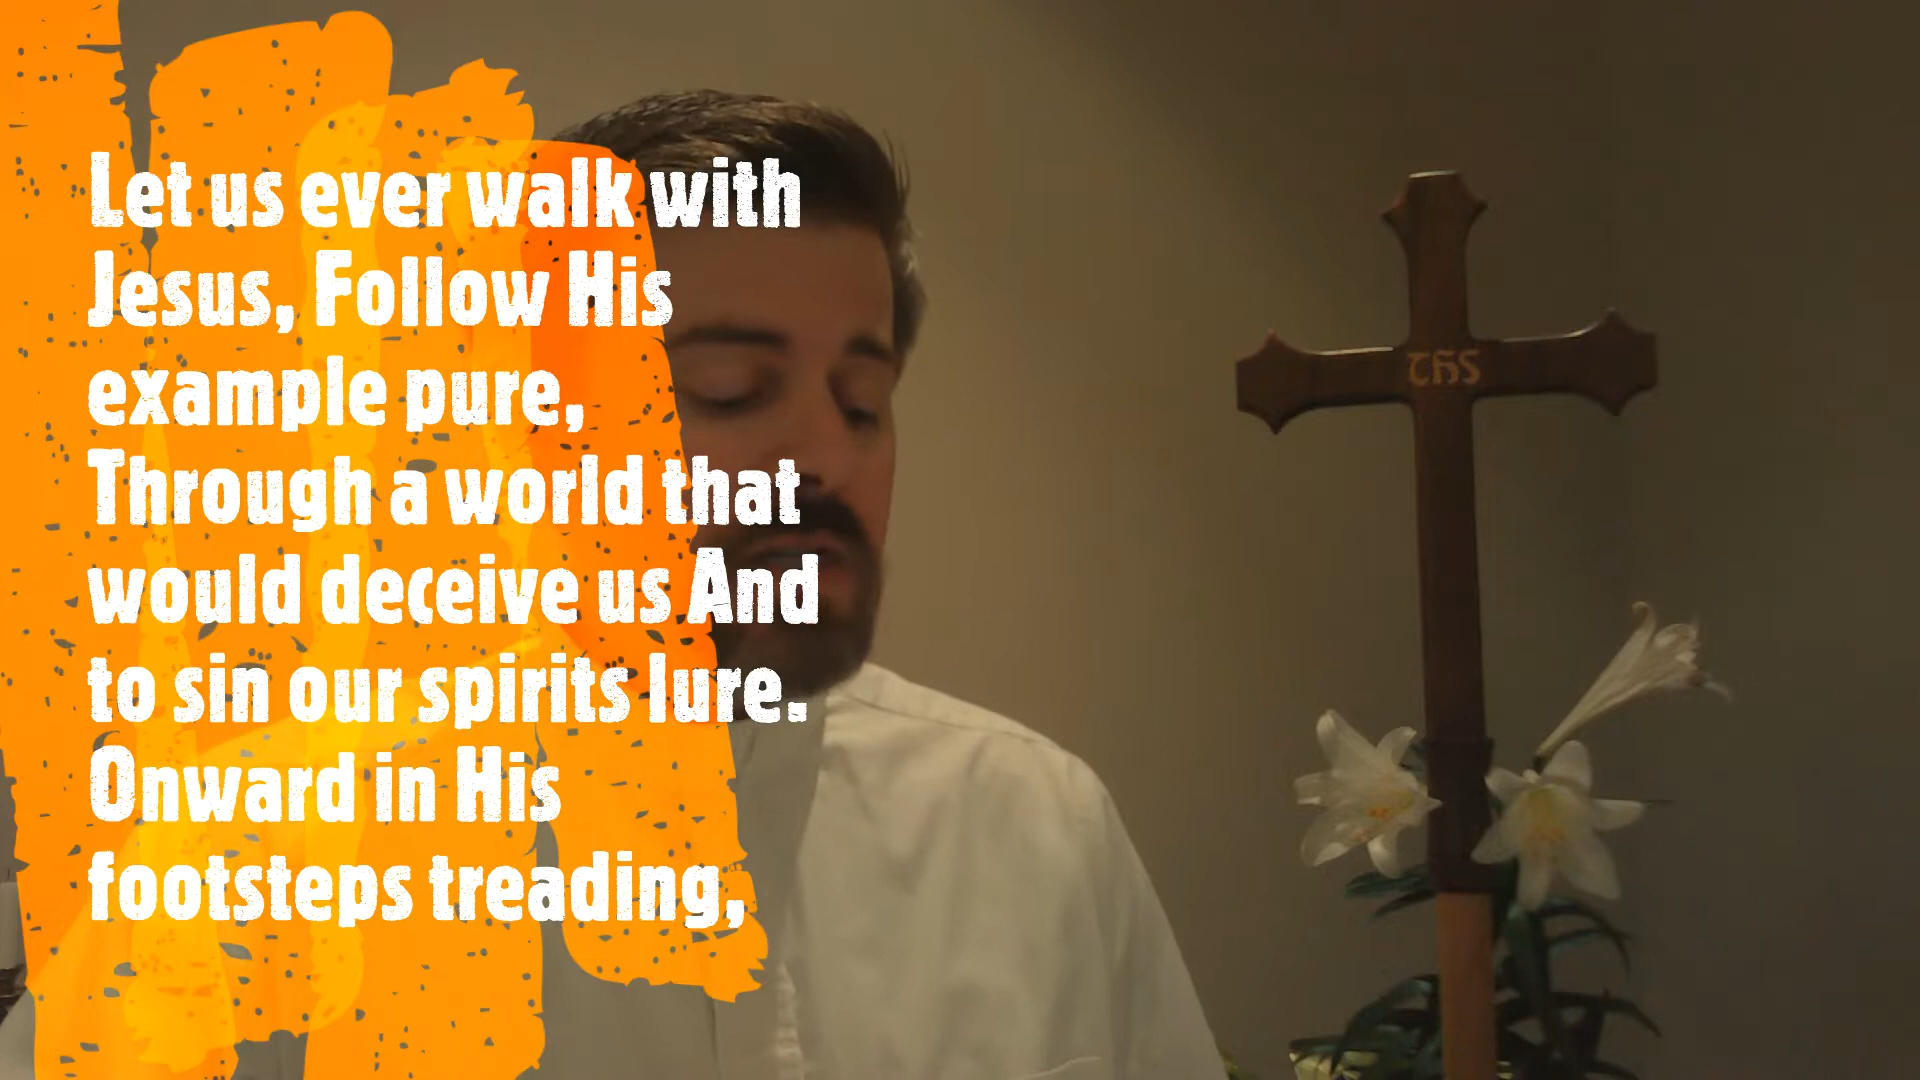 Let us ever walk with
Jesus, Follow His
example pure,
Through a world that
would deceive us And
to sin our spirits lure.
Onward in His
footsteps treading,
IHS